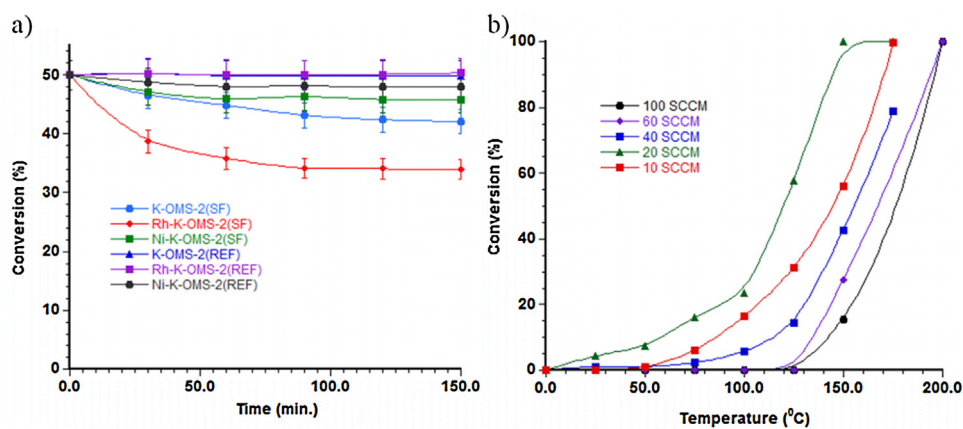 a)
Conversion (%)
60
50
40
30
20
10
0
K-OMS-2(SF)
Rh-K-OMS-2(SF)
Ni-K-OMS-2(SF)
K-OMS-2(REF)
Rh-K-OMS-2(REF)
Ni-K-OMS-2(REF)
0.0 50.0 100.0 150.0
Time (min.)
b)
Conversion (%)
100
80
60
40
20
0
100 SCCM
60 SCCM
40 SCCM
20 SCCM
10 SCCM
0.0 50.0 100.0 150.0 200.0
Temperature (⁰C)